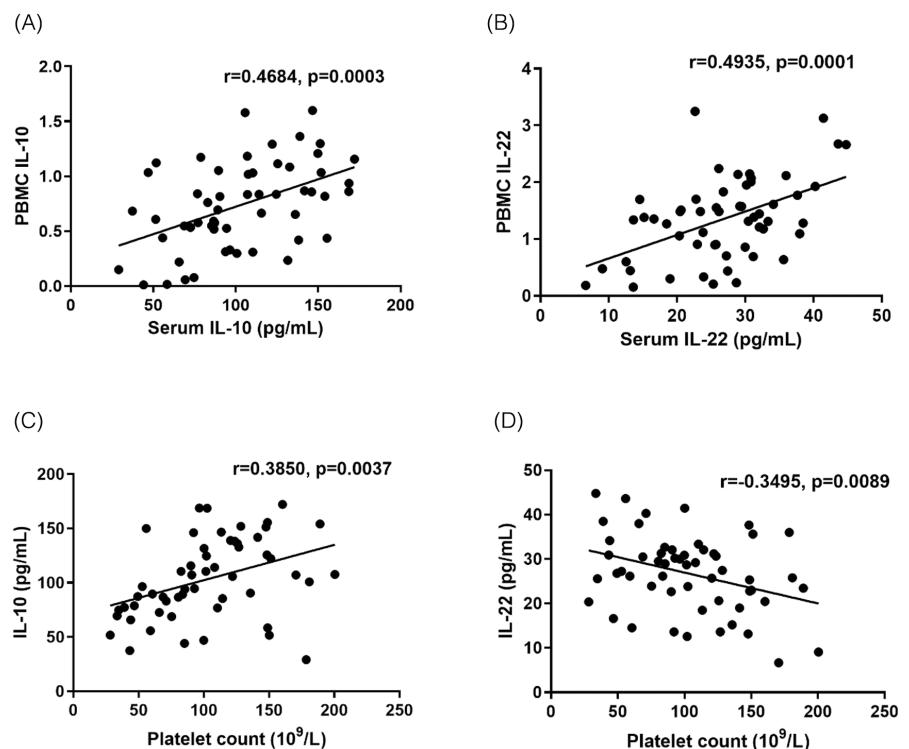 (A)
r=0.4684, p=0.0003
PBMC IL-10
2.0
1.5
1.0
0.5
0.0
0 50 100 150 200
Serum IL-10 (pg/mL)
(B)
r=0.4935, p=0.0001
PBMC IL-22
4
3
2
1
0
0 10 20 30 40 50
Serum IL-22 (pg/mL)
(C)
r=0.3850, p=0.0037
IL-10 (pg/mL)
200
150
100
50
0
0 50 100 150 200 250
Platelet count (10⁹/L)
(D)
r=-0.3495, p=0.0089
IL-22 (pg/mL)
50
40
30
20
10
0
0 50 100 150 200 250
Platelet count (10⁹/L)